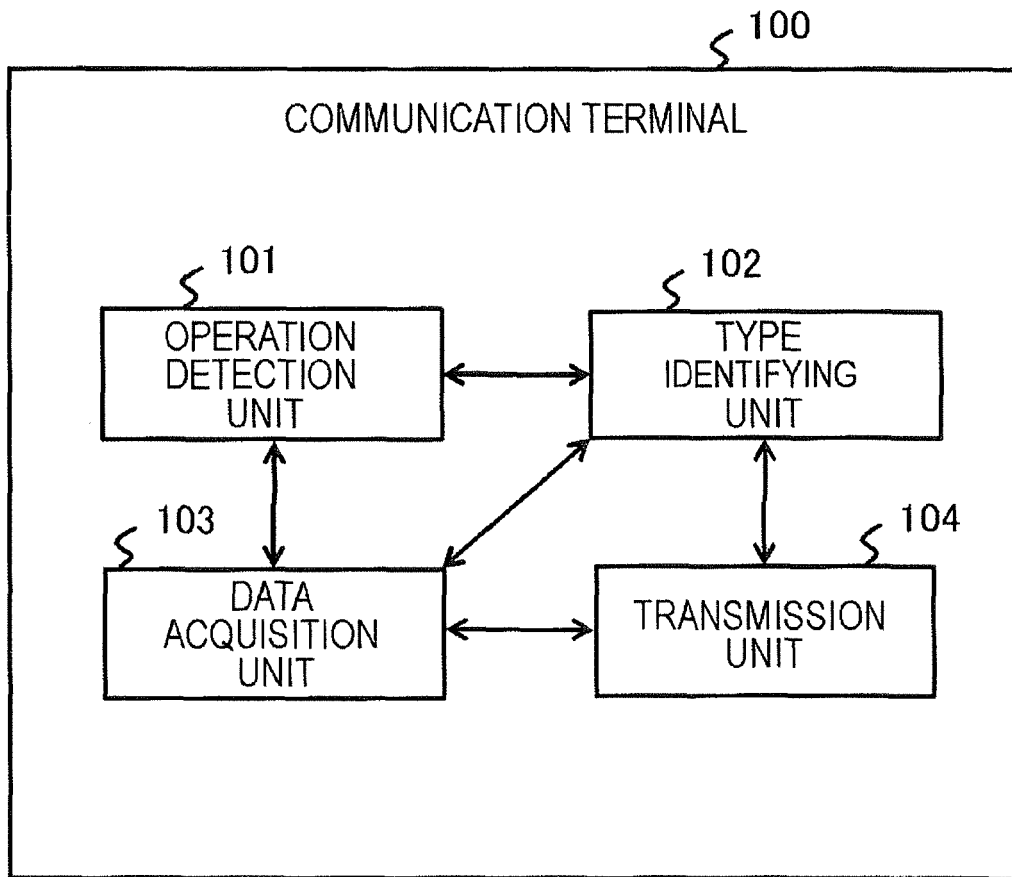 100
COMMUNICATION TERMINAL
101
OPERATION
DETECTION
UNIT
102
TYPE
IDENTIFYING
UNIT
103
DATA
ACQUISITION
UNIT
104
TRANSMISSION
UNIT